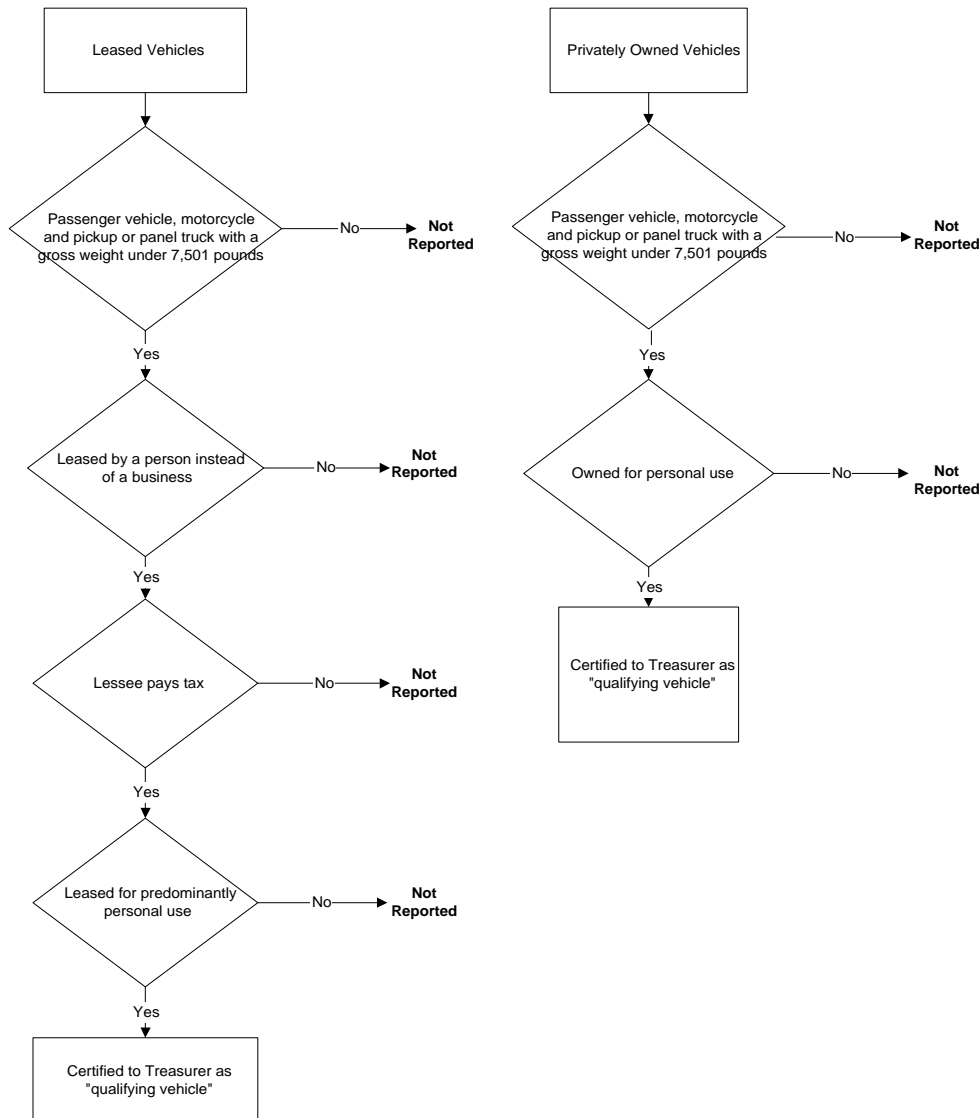 Leased Vehicles
Passenger vehicle, motorcycle
and pickup or panel truck with a
gross weight under 7,501 pounds
No
Not
Reported
Yes
Leased by a person instead
of a business
No
Not
Reported
Yes
Lessee pays tax
No
Not
Reported
Yes
Leased for predominantly
personal use
No
Not
Reported
Yes
Certified to Treasurer as
"qualifying vehicle"
Privately Owned Vehicles
Passenger vehicle, motorcycle
and pickup or panel truck with a
gross weight under 7,501 pounds
No
Not
Reported
Yes
Owned for personal use
No
Not
Reported
Yes
Certified to Treasurer as
"qualifying vehicle"